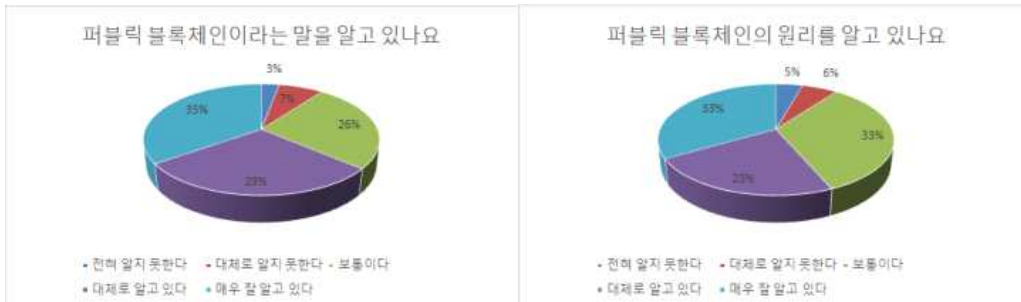 퍼블릭 블록체인이라는 말을 알고 있나요
3%
7%
26%
29%
35%
전혀 알지 못한다 대체로 알지 못한다 보통이다
대체로 알고 있다 매우 잘 알고 있다
퍼블릭 블록체인의 원리를 알고 있나요
5%
6%
33%
23%
33%
전혀 알지 못한다 대체로 알지 못한다 보통이다
대체로 알고 있다 매우 잘 알고 있다